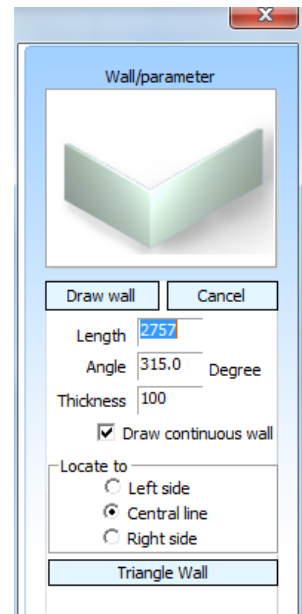 Wall/parameter
Draw wall Cancel
Length 2757
Angle 315.0 Degree
Thickness 100
Draw continuous wall
Locate to
Left side
Central line
Right side
Triangle Wall